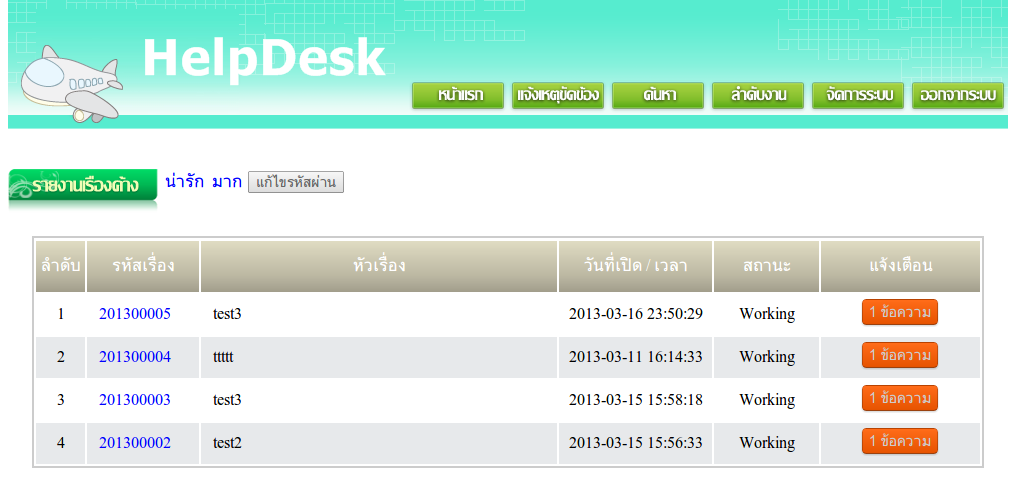 HelpDesk
หน้าแรก แจ้งเหตุขัดข้อง ค้นหา ลำดับงาน จัดการระบบ ออกจากระบบ
รายงานเรื่องค้าง น่ารัก มาก แก้ไขรหัสผ่าน
ลำดับ รหัสเรื่อง หัวเรื่อง วันที่เปิด / เวลา สถานะ แจ้งเตือน
1 201300005 test3 2013-03-16 23:50:29 Working 1 ข้อความ
2 201300004 ttttt 2013-03-11 16:14:33 Working 1 ข้อความ
3 201300003 test3 2013-03-15 15:58:18 Working 1 ข้อความ
4 201300002 test2 2013-03-15 15:56:33 Working 1 ข้อความ